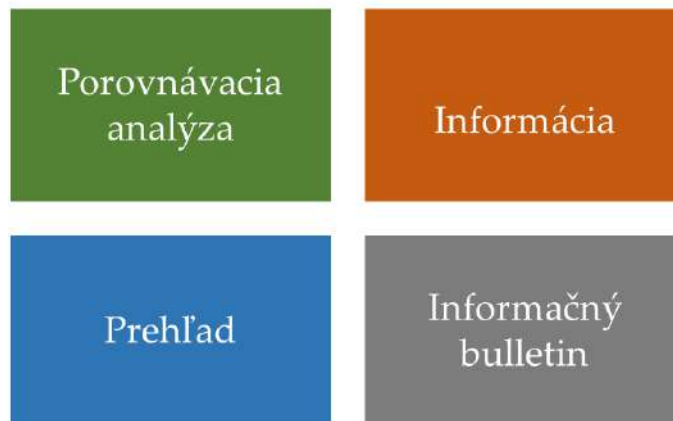 Porovnávacia
analýza
Informácia
Prehľad
Informačný
bulletin